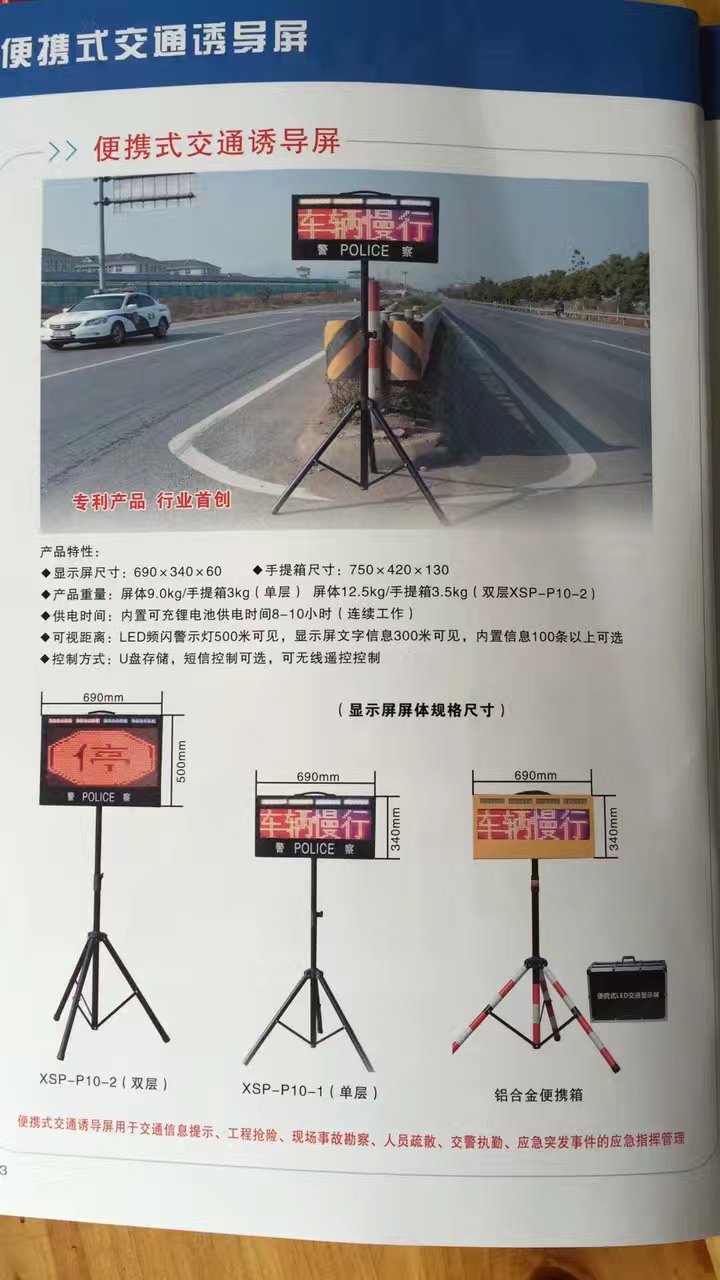 便携式交通诱导屏
>> 便携式交通诱导屏
车辆慢行
警 POLICE 察
专利产品 行业首创
产品特性：
◆显示屏尺寸：690×340×60 ◆手提箱尺寸：750×420×130
◆产品重量：屏体9.0kg/手提箱3kg（单层） 屏体12.5kg/手提箱3.5kg（双层XSP-P10-2）
◆供电时间：内置可充锂电池供电时间8-10小时（连续工作）
◆可视距离：LED频闪警示灯500米可见，显示屏文字信息300米可见，内置信息100条以上可选
◆控制方式：U盘存储，短信控制可选，可无线遥控控制
（显示屏屏体规格尺寸）
690mm
停
警 POLICE 察
500mm
690mm
车辆慢行
警 POLICE 察
340mm
690mm
车辆慢行
340mm
便携式LED交通显示屏
XSP-P10-2（双层）
XSP-P10-1（单层）
铝合金便携箱
便携式交通诱导屏用于交通信息提示、工程抢险、现场事故勘察、人员疏散、交警执勤、应急突发事件的应急指挥管理
3